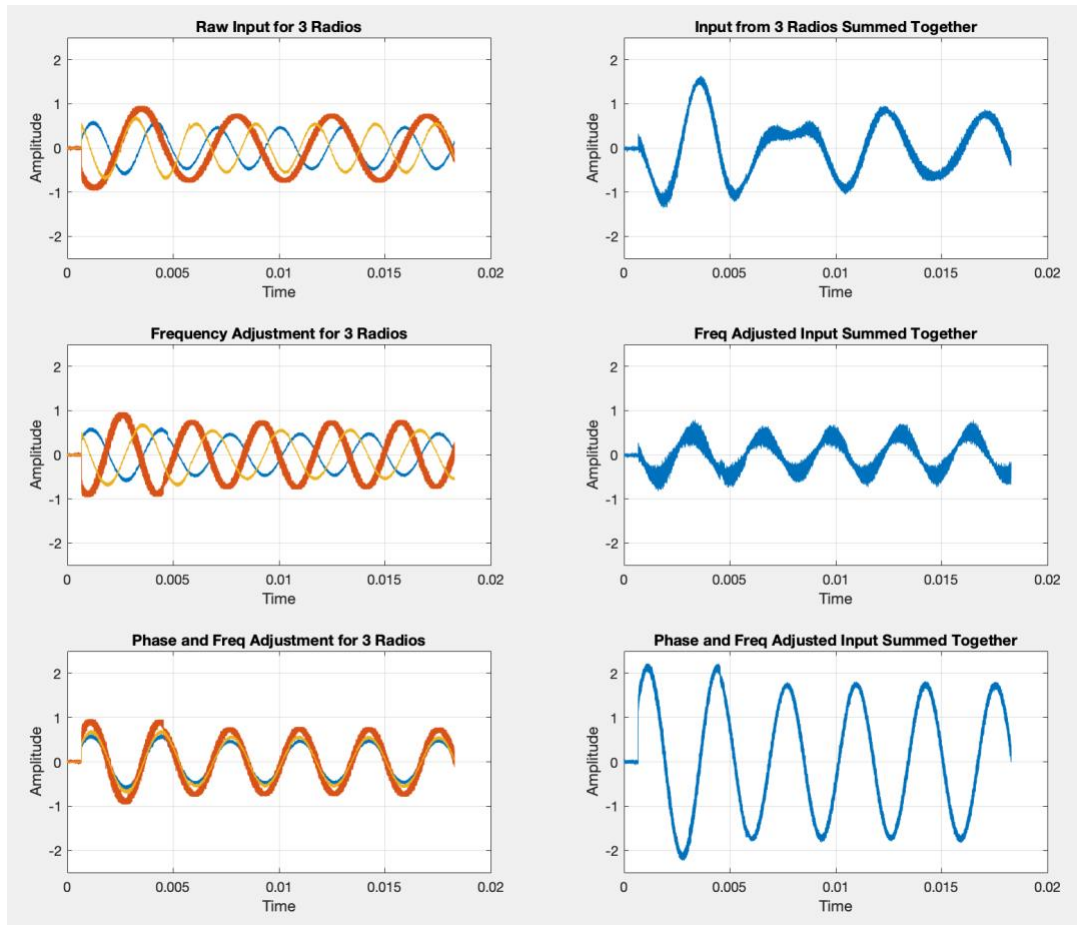 Raw Input for 3 Radios
2
1
0
-1
-2
Amplitude
0 0.005 0.01 0.015 0.02
Time
Input from 3 Radios Summed Together
2
1
0
-1
-2
Amplitude
0 0.005 0.01 0.015 0.02
Time
Frequency Adjustment for 3 Radios
2
1
0
-1
-2
Amplitude
0 0.005 0.01 0.015 0.02
Time
Freq Adjusted Input Summed Together
2
1
0
-1
-2
Amplitude
0 0.005 0.01 0.015 0.02
Time
Phase and Freq Adjustment for 3 Radios
2
1
0
-1
-2
Amplitude
0 0.005 0.01 0.015 0.02
Time
Phase and Freq Adjusted Input Summed Together
2
1
0
-1
-2
Amplitude
0 0.005 0.01 0.015 0.02
Time